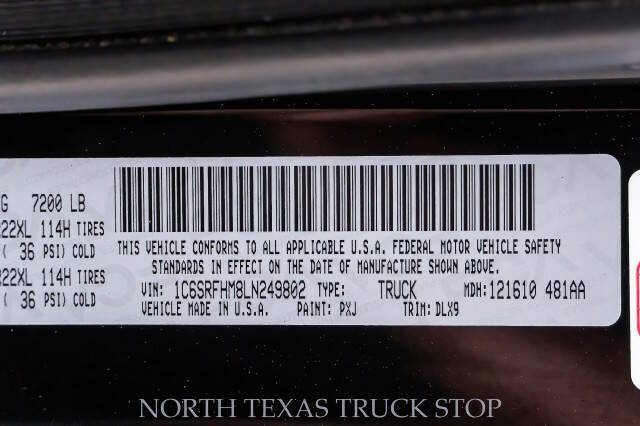 G 7200 LB
22XL 114H TIRES
( 36 PSI) COLD
22XL 114H TIRES
( 36 PSI) COLD
THIS VEHICLE CONFORMS TO ALL APPLICABLE U.S.A. FEDERAL MOTOR VEHICLE SAFETY
STANDARDS IN EFFECT ON THE DATE OF MANUFACTURE SHOWN ABOVE.
VIN: 1C6SRFHM8LN249802 TYPE: TRUCK MDH: 121610 481AA
VEHICLE MADE IN U.S.A. PAINT: PXJ TRIM: DLX9
NORTH TEXAS TRUCK STOP